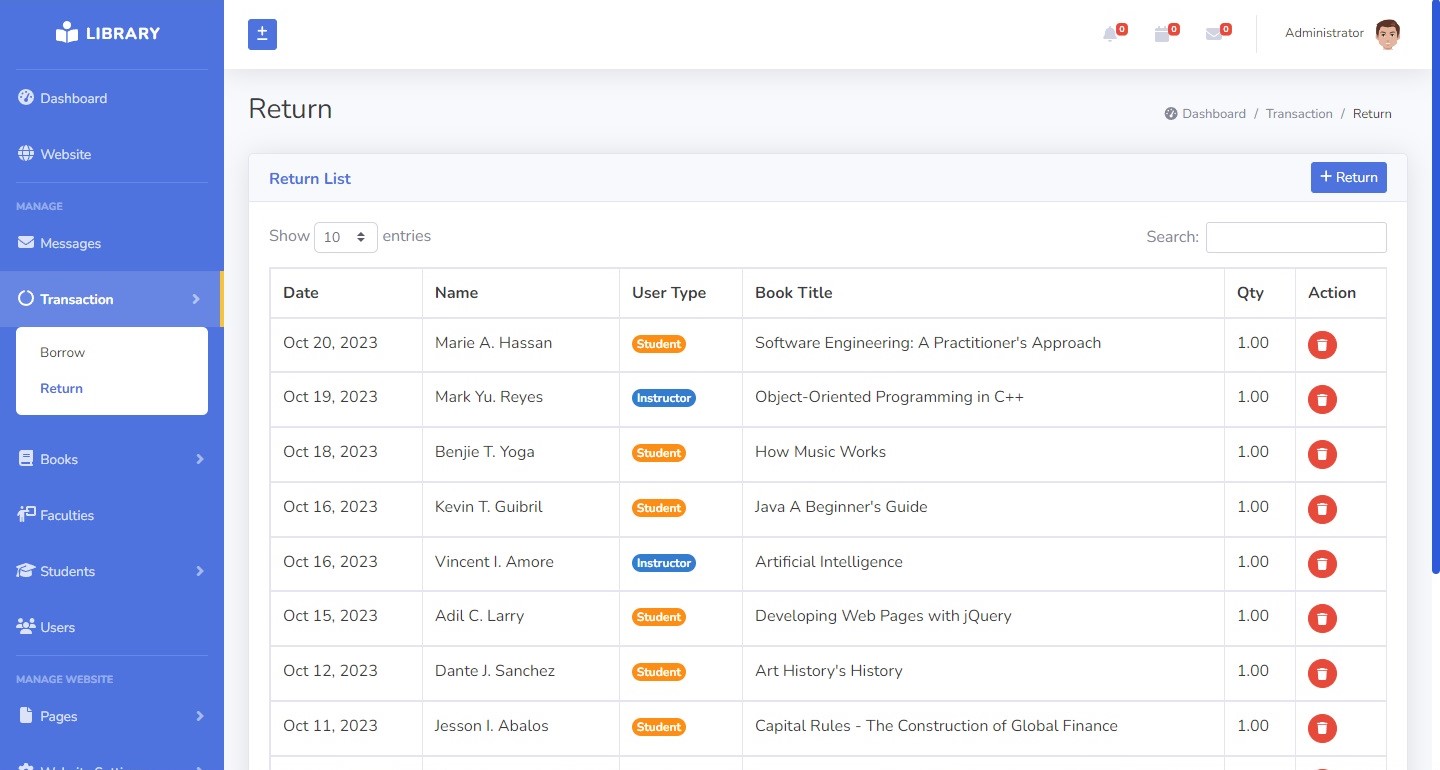 LIBRARY
Dashboard
Website
MANAGE
Messages
Transaction
Borrow
Return
Books
Faculties
Students
Users
MANAGE WEBSITE
Pages
0
0
0
Administrator
Return
Dashboard / Transaction / Return
Return List
+ Return
Show 10 entries
Search:
Date Name User Type Book Title Qty Action
Oct 20, 2023 Marie A. Hassan Student Software Engineering: A Practitioner's Approach 1.00
Oct 19, 2023 Mark Yu. Reyes Instructor Object-Oriented Programming in C++ 1.00
Oct 18, 2023 Benjie T. Yoga Student How Music Works 1.00
Oct 16, 2023 Kevin T. Guibril Student Java A Beginner's Guide 1.00
Oct 16, 2023 Vincent I. Amore Instructor Artificial Intelligence 1.00
Oct 15, 2023 Adil C. Larry Student Developing Web Pages with jQuery 1.00
Oct 12, 2023 Dante J. Sanchez Student Art History's History 1.00
Oct 11, 2023 Jesson I. Abalos Student Capital Rules - The Construction of Global Finance 1.00